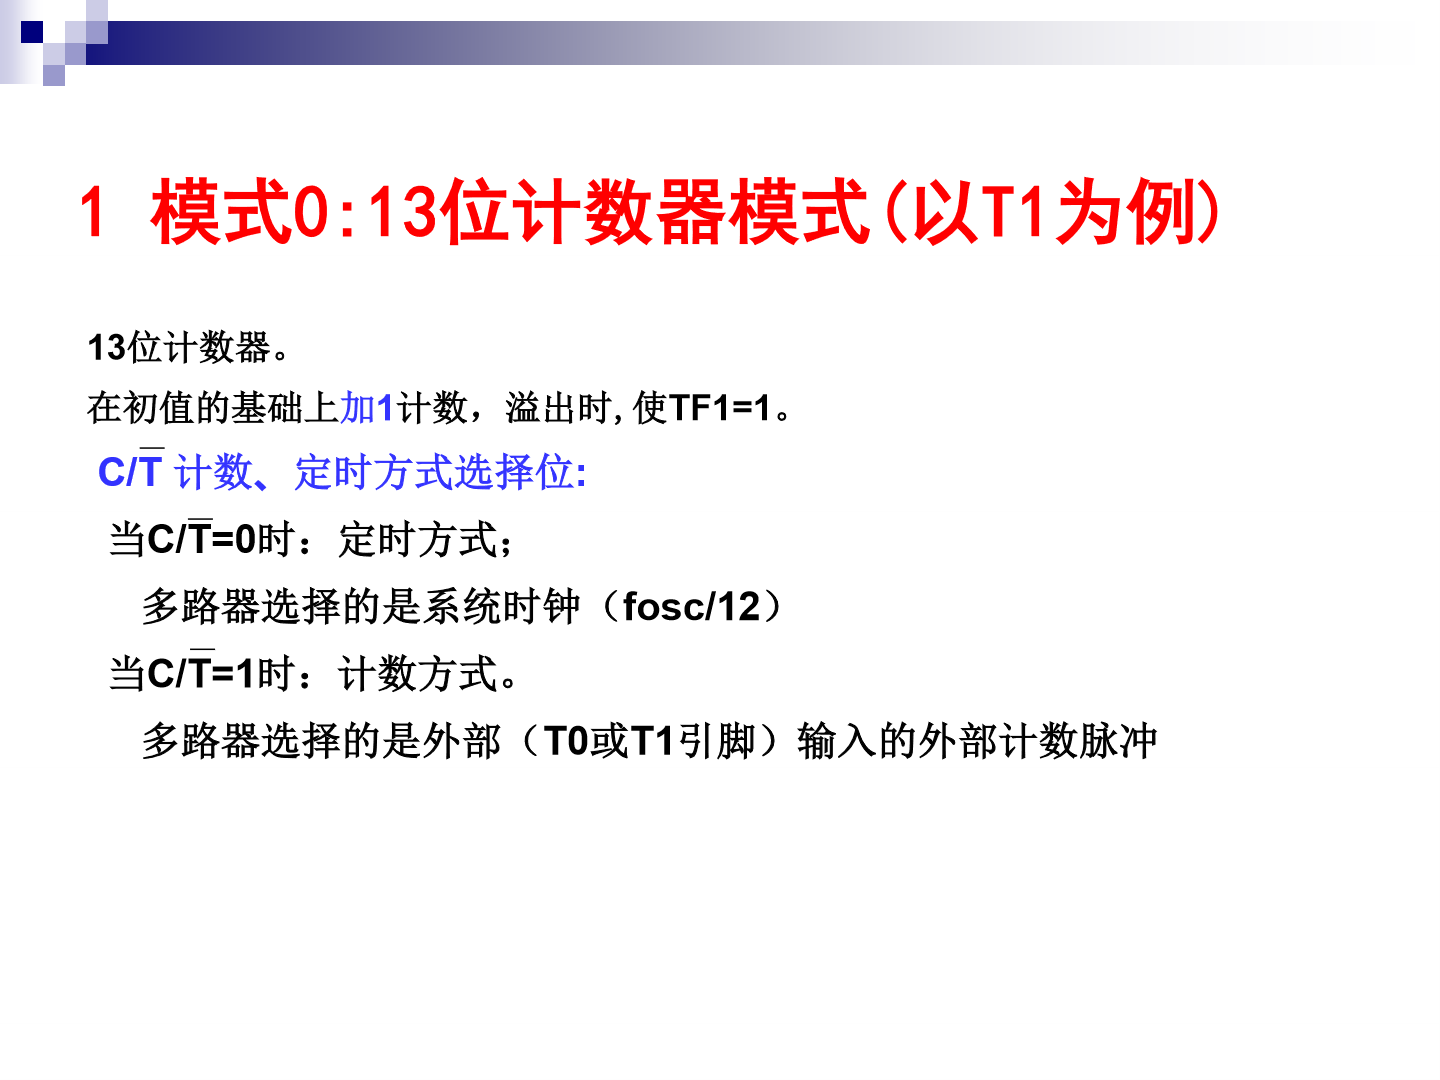 1 模式0:13位计数器模式(以T1为例)
13位计数器。
在初值的基础上加1计数，溢出时,使TF1=1。
C/T̅ 计数、定时方式选择位:
当C/T̅=0时：定时方式；
多路器选择的是系统时钟（fosc/12）
当C/T̅=1时：计数方式。
多路器选择的是外部（T0或T1引脚）输入的外部计数脉冲